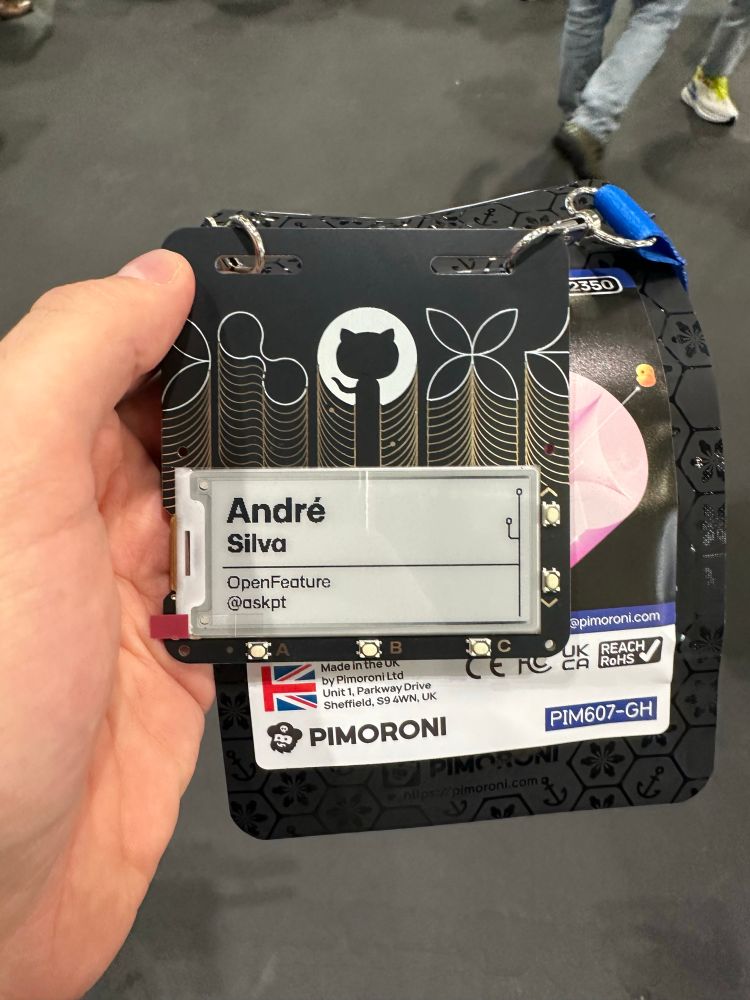 2350
André
Silva
OpenFeature
@askpt
A B C
@pimoroni.com
Made in the UK
by Pimoroni Ltd
Unit 1, Parkway Drive
Sheffield, S9 4WN, UK
CE FC UK
CA
REACH
RoHS
PIMORONI
PIM607-GH
PIMORONI
https://pimoroni.com